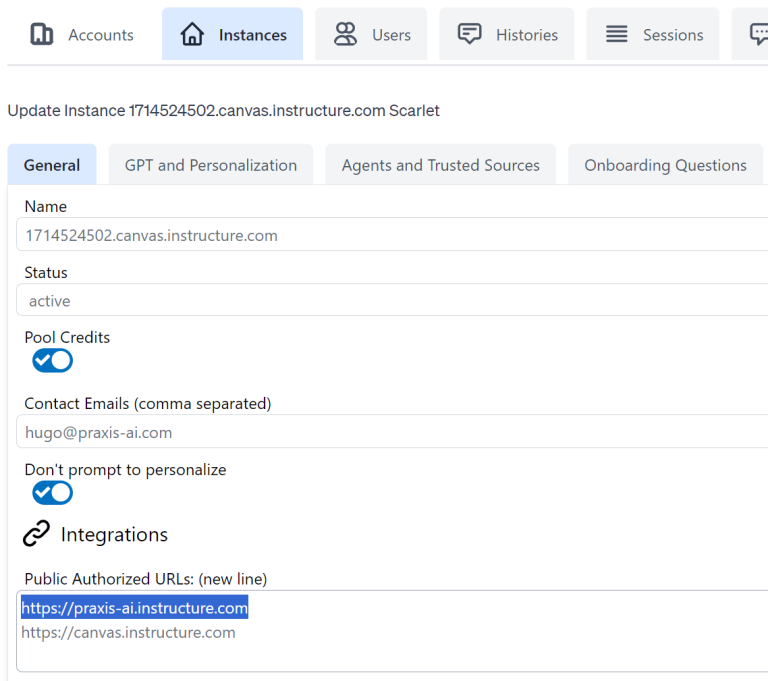 Accounts Instances Users Histories Sessions
Update Instance 1714524502.canvas.instructure.com Scarlet
General GPT and Personalization Agents and Trusted Sources Onboarding Questions
Name
1714524502.canvas.instructure.com
Status
active
Pool Credits
Contact Emails (comma separated)
hugo@praxis-ai.com
Don't prompt to personalize
Integrations
Public Authorized URLs: (new line)
https://praxis-ai.instructure.com
https://canvas.instructure.com